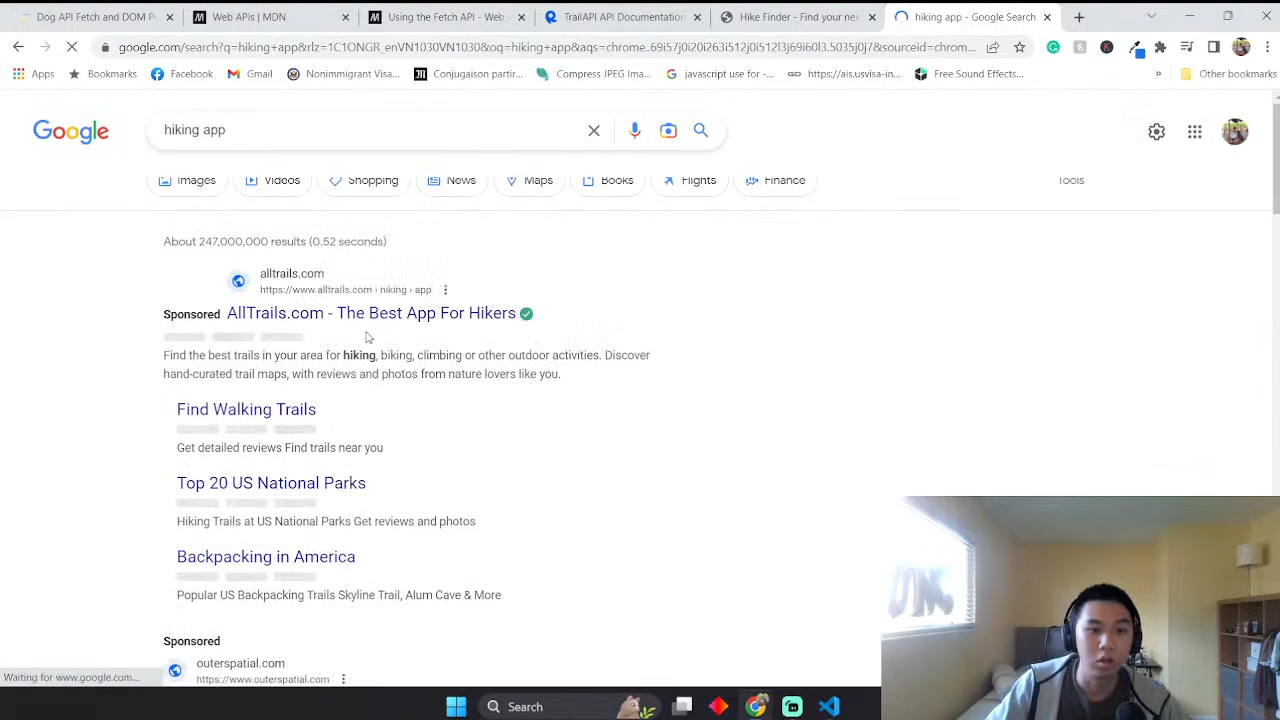 Dog API Fetch and DOM P
Web APIs | MDN
Using the Fetch API - Web
TrailAPI API Documentation
Hike Finder - Find your nex
hiking app - Google Search
google.com/search?q=hiking+app&rlz=1C1GIGR_enVN1030VN1030&oq=hiking+app&aqs=chrome..69i57j0i20i263i512j0i512l3j69i60l3.5035j0j7&sourceid=chrom...
Apps
Bookmarks
Facebook
Gmail
Nonimmigrant Visa...
Conjugaison partir...
Compress JPEG Ima...
javascript use for -...
https://ais.usvisa-in...
Free Sound Effects...
»
Other bookmarks
Google
hiking app
Images
Videos
Shopping
News
Maps
Books
Flights
Finance
Tools
About 247,000,000 results (0.52 seconds)
alltrails.com
https://www.alltrails.com › hiking › app
Sponsored
AllTrails.com - The Best App For Hikers
Find the best trails in your area for hiking, biking, climbing or other outdoor activities. Discover
hand-curated trail maps, with reviews and photos from nature lovers like you.
Find Walking Trails
Get detailed reviews Find trails near you
Top 20 US National Parks
Hiking Trails at US National Parks Get reviews and photos
Backpacking in America
Popular US Backpacking Trails Skyline Trail, Alum Cave & More
Sponsored
outerspatial.com
https://www.outerspatial.com
Waiting for www.google.com...
Search